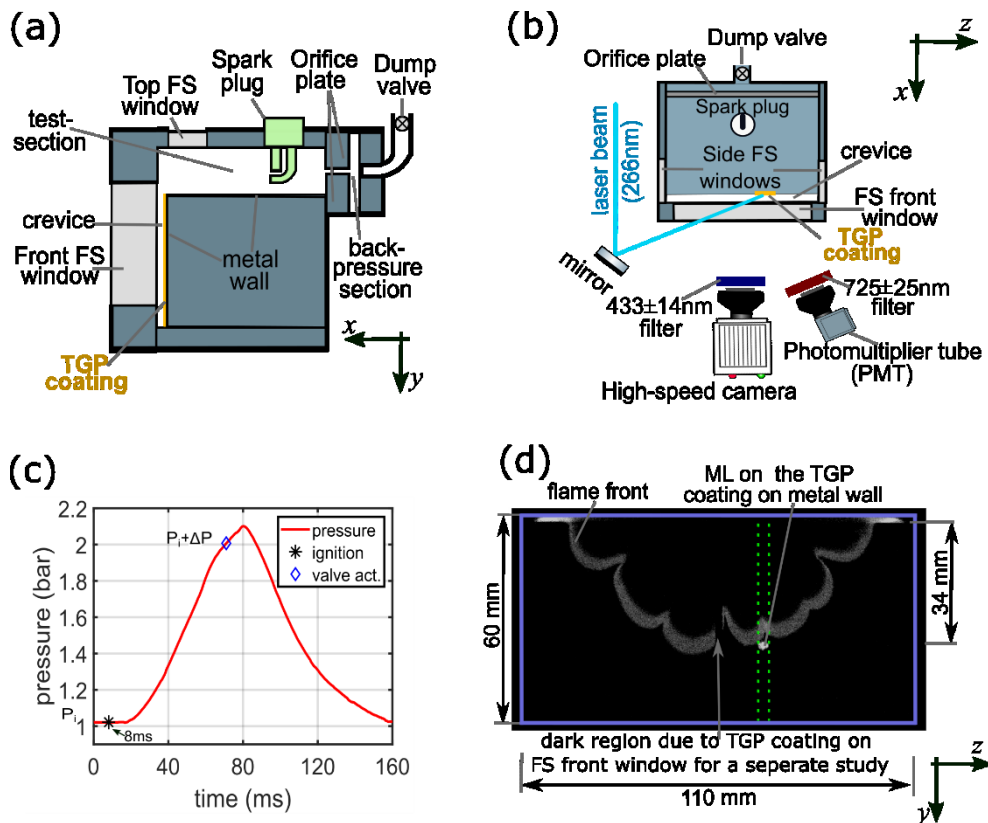 (a)
Spark
plug
Orifice
plate
Dump
valve
Top FS
window
test-
section
crevice
Front FS
window
metal
wall
back-
pressure
section
TGP
coating
x
y
(b)
Dump valve
Orifice plate
z
x
Spark plug
laser beam
(266nm)
Side FS
windows
crevice
FS front
window
TGP
coating
mirror
433±14nm
filter
725±25nm
filter
Photomultiplier tube
(PMT)
High-speed camera
(c)
2.2
2
1.8
1.6
1.4
1.2
1
pressure (bar)
Pi+ΔP
Pi
8ms
pressure
ignition
valve act.
0
40
80
120
160
time (ms)
(d)
flame front
ML on the TGP
coating on metal wall
60 mm
34 mm
dark region due to TGP coating on
FS front window for a seperate study
110 mm
z
y